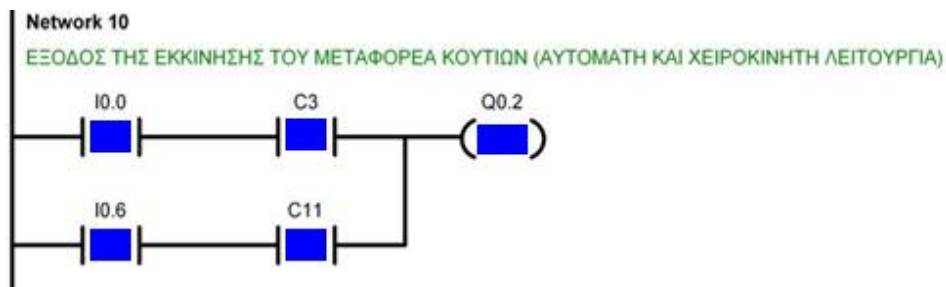 Network 10
ΕΞΟΔΟΣ ΤΗΣ ΕΚΚΙΝΗΣΗΣ ΤΟΥ ΜΕΤΑΦΟΡΕΑ ΚΟΥΤΙΩΝ (ΑΥΤΟΜΑΤΗ ΚΑΙ ΧΕΙΡΟΚΙΝΗΤΗ ΛΕΙΤΟΥΡΓΙΑ)
I0.0 C3 Q0.2
I0.6 C11